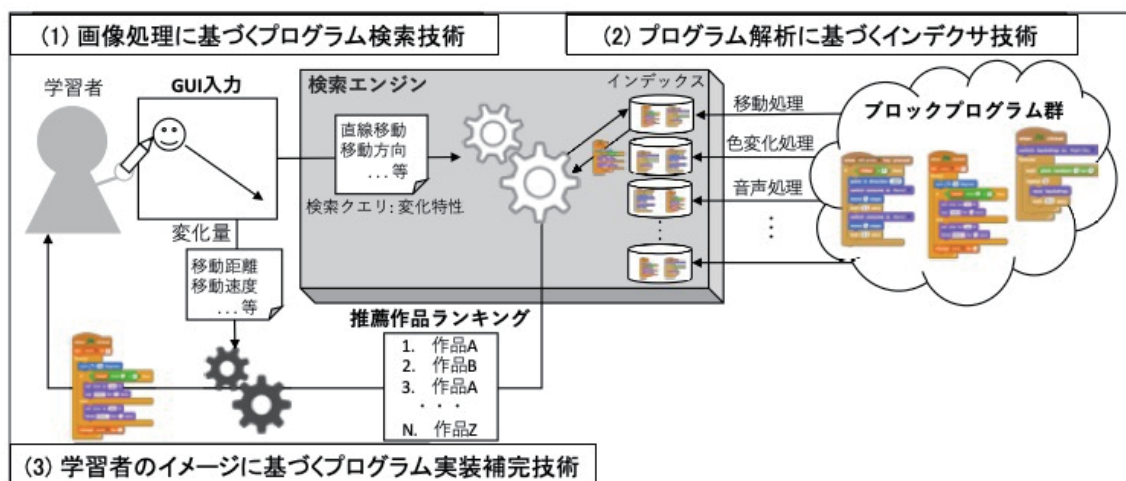 (1) 画像処理に基づくプログラム検索技術
(2) プログラム解析に基づくインデクサ技術
学習者
GUI入力
検索エンジン
インデックス
直線移動
移動方向
...等
検索クエリ: 変化特性
移動処理
色変化処理
音声処理
ブロックプログラム群
変化量
移動距離
移動速度
...等
推薦作品ランキング
1. 作品A
2. 作品B
3. 作品A
・・・
N. 作品Z
(3) 学習者のイメージに基づくプログラム実装補完技術